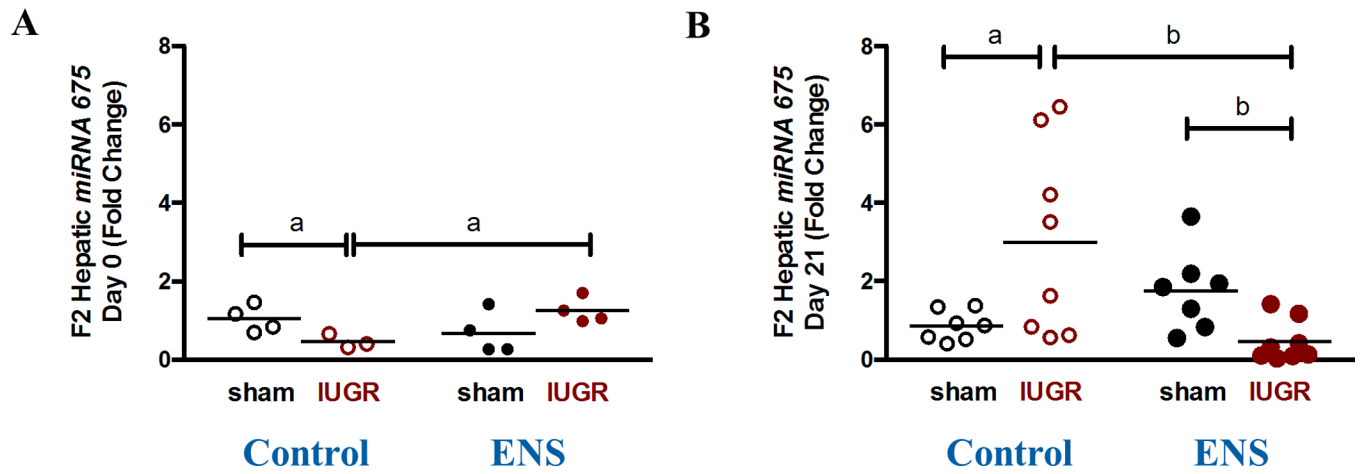 A
F2 Hepatic miRNA 675
Day 0 (Fold Change)
8
6
4
2
0
a
a
sham IUGR sham IUGR
Control ENS
B
F2 Hepatic miRNA 675
Day 21 (Fold Change)
8
6
4
2
0
a
b
b
sham IUGR sham IUGR
Control ENS